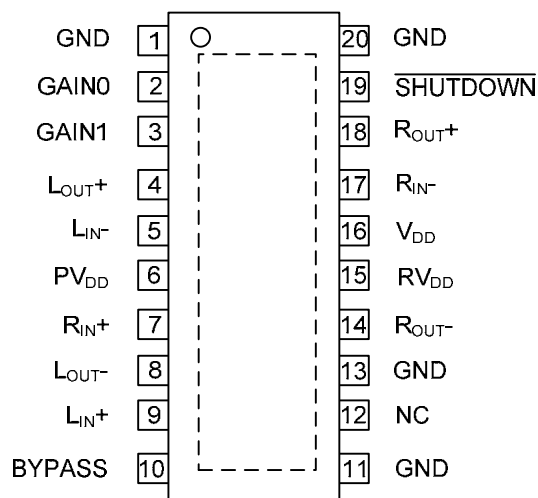 GND 1 20 GND
GAIN0 2 19 SHUTDOWN
GAIN1 3 18 ROUT+
LOUT+ 4 17 RIN-
LIN- 5 16 VDD
PVDD 6 15 RVDD
RIN+ 7 14 ROUT-
LOUT- 8 13 GND
LIN+ 9 12 NC
BYPASS 10 11 GND